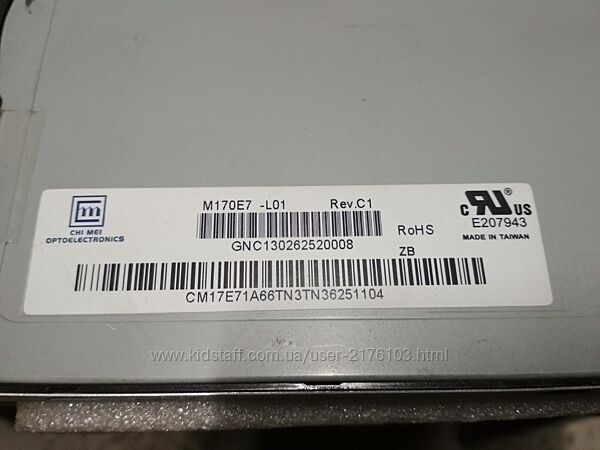 M170E7 -L01 Rev.C1
GNC130262520008
RoHS
ZB
CHI MEI
OPTOELECTRONICS
CM17E71A66TN3TN36251104
c RU US
E207943
MADE IN TAIWAN
www.kidstaff.com.ua/user-2176103.html